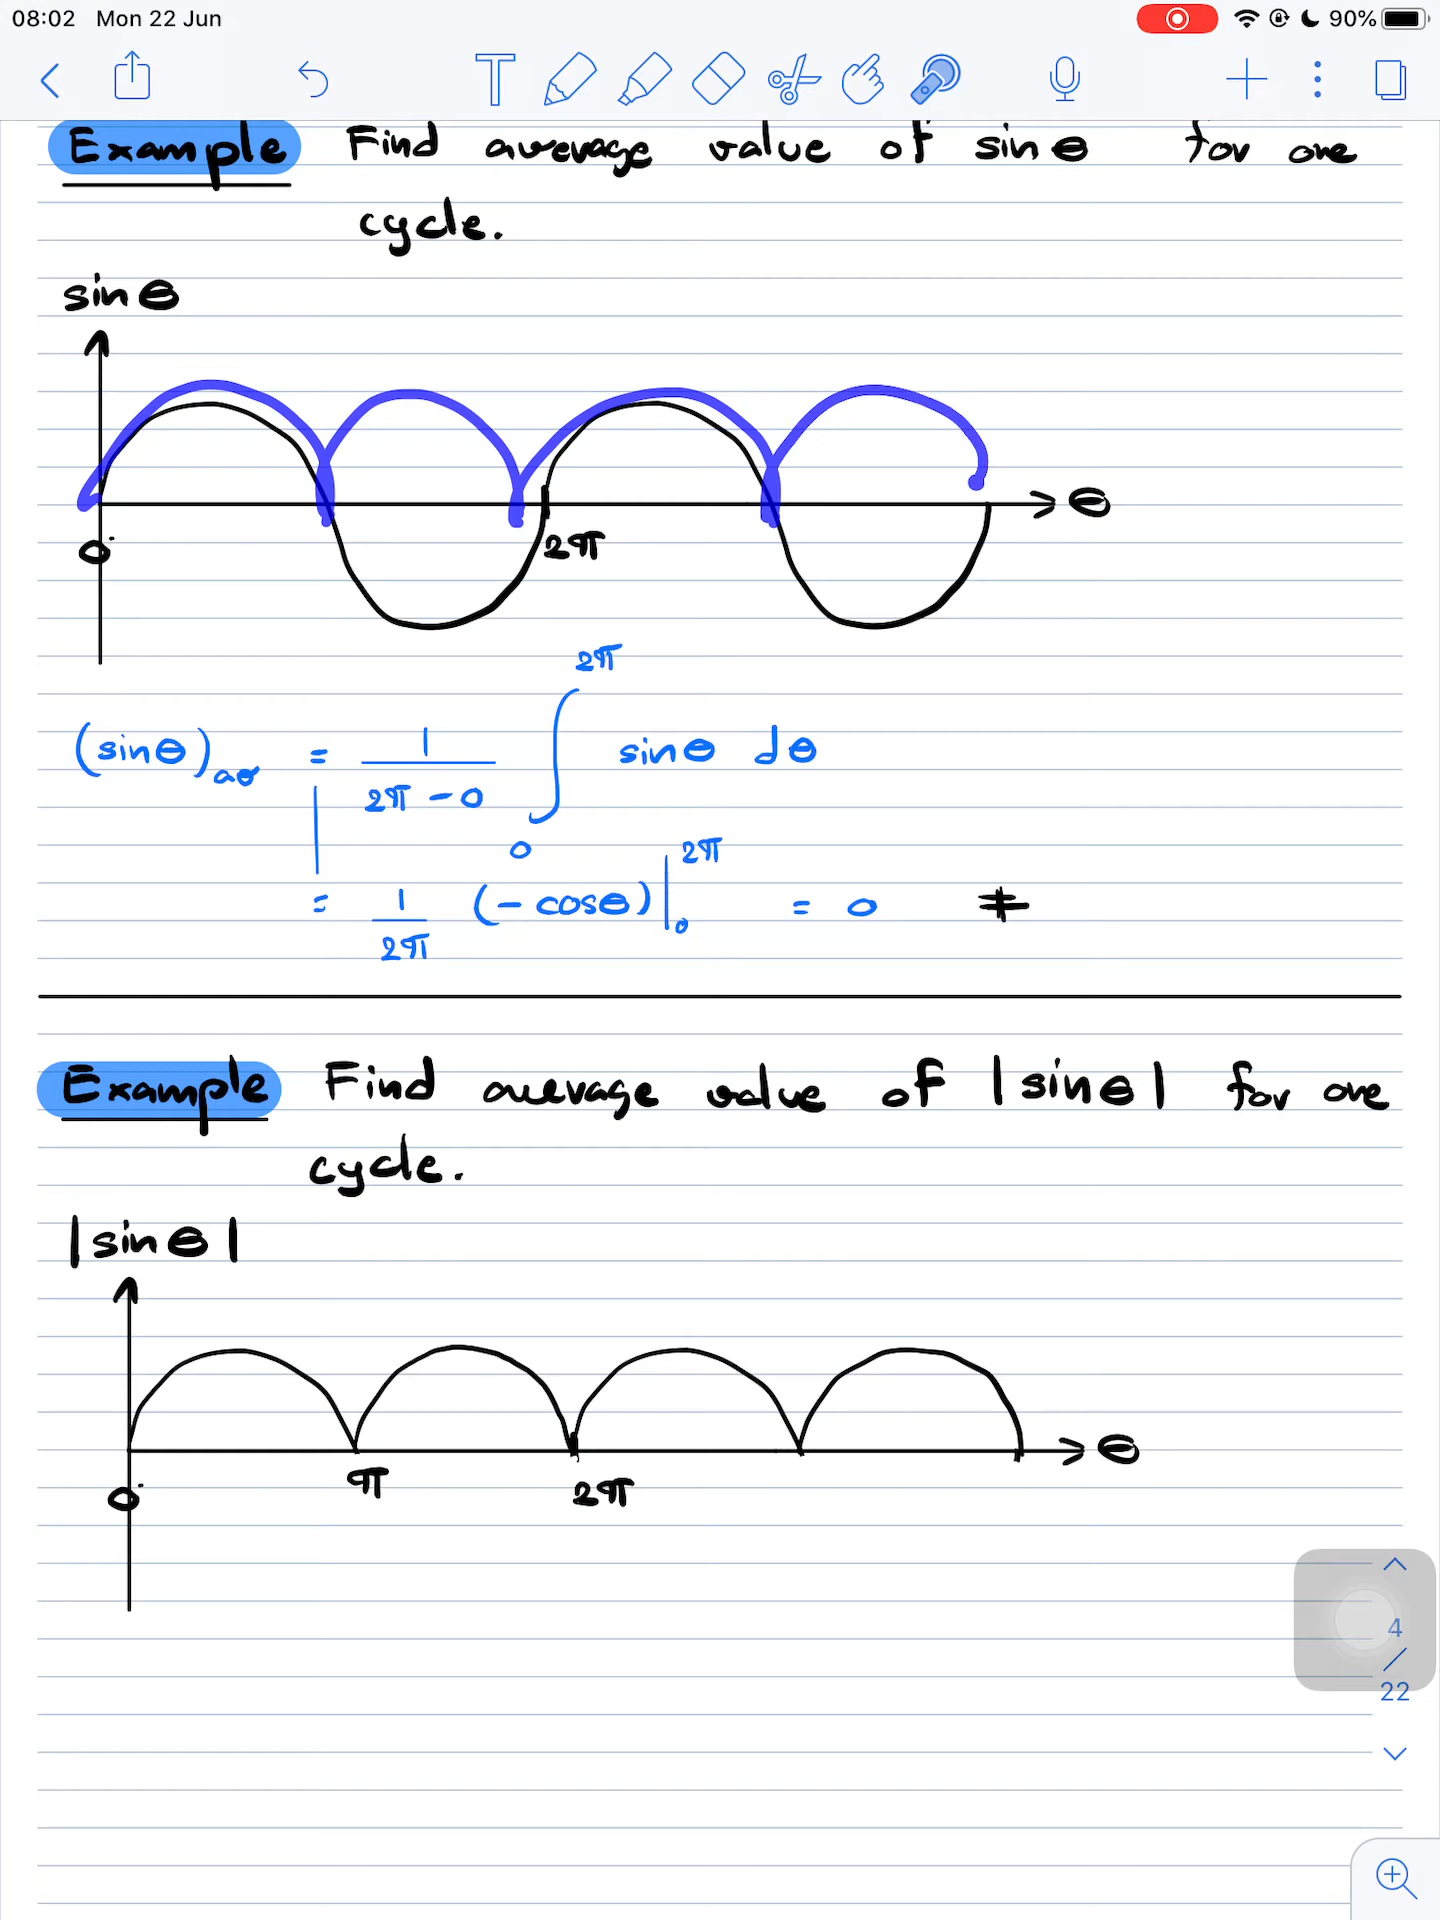 08:02 Mon 22 Jun 90%
Example Find average value of sin θ for one
cycle.
sin θ
θ
0 2π
(sin θ)av = 1/(2π - 0) ∫₀^2π sin θ dθ
= 1/2π (- cos θ)|₀^2π = 0 #
Example Find average value of |sin θ| for one
cycle.
|sin θ|
θ
0 π 2π
4
/
22